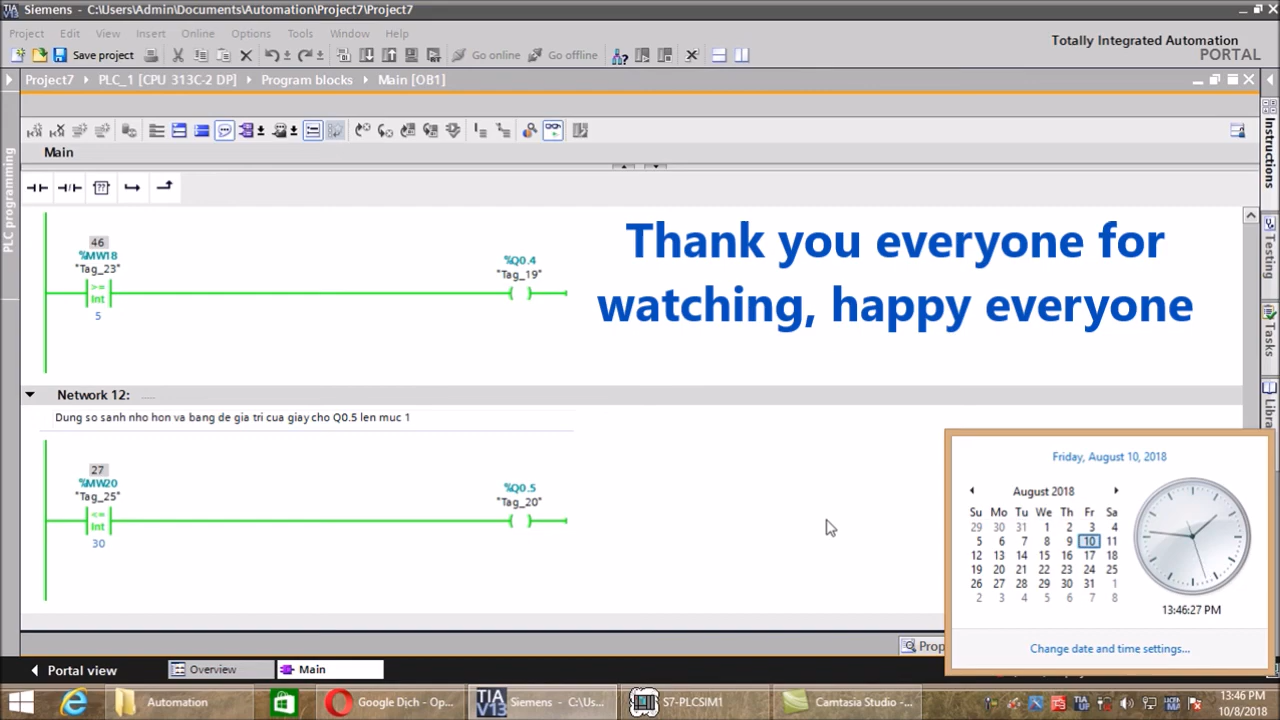 TIA
V13
Siemens - C:\Users\Admin\Documents\Automation\Project7\Project7
Project Edit View Insert Online Options Tools Window Help
Totally Integrated Automation
PORTAL
Save project Go online Go offline
Project7 PLC_1 [CPU 313C-2 DP] Program blocks Main [OB1]
Main
??
PLC programming
Instructions
Testing
Tasks
Libra
46
%MW18
"Tag_23"
>=
Int
5
%Q0.4
"Tag_19"
Thank you everyone for
watching, happy everyone
Network 12: .....
Dung so sanh nho hon va bang de gia tri cua giay cho Q0.5 len muc 1
27
%MW20
"Tag_25"
<=
Int
30
%Q0.5
"Tag_20"
Friday, August 10, 2018
August 2018
Su Mo Tu We Th Fr Sa
29 30 31 1 2 3 4
5 6 7 8 9 10 11
12 13 14 15 16 17 18
19 20 21 22 23 24 25
26 27 28 29 30 31 1
2 3 4 5 6 7 8
13:46:27 PM
Change date and time settings...
Prop
Portal view Overview Main
Automation Google Dịch - Op... TIA V13 Siemens - C:\Us... S7-PLCSIM1 Camtasia Studio -...
13:46 PM
10/8/2018